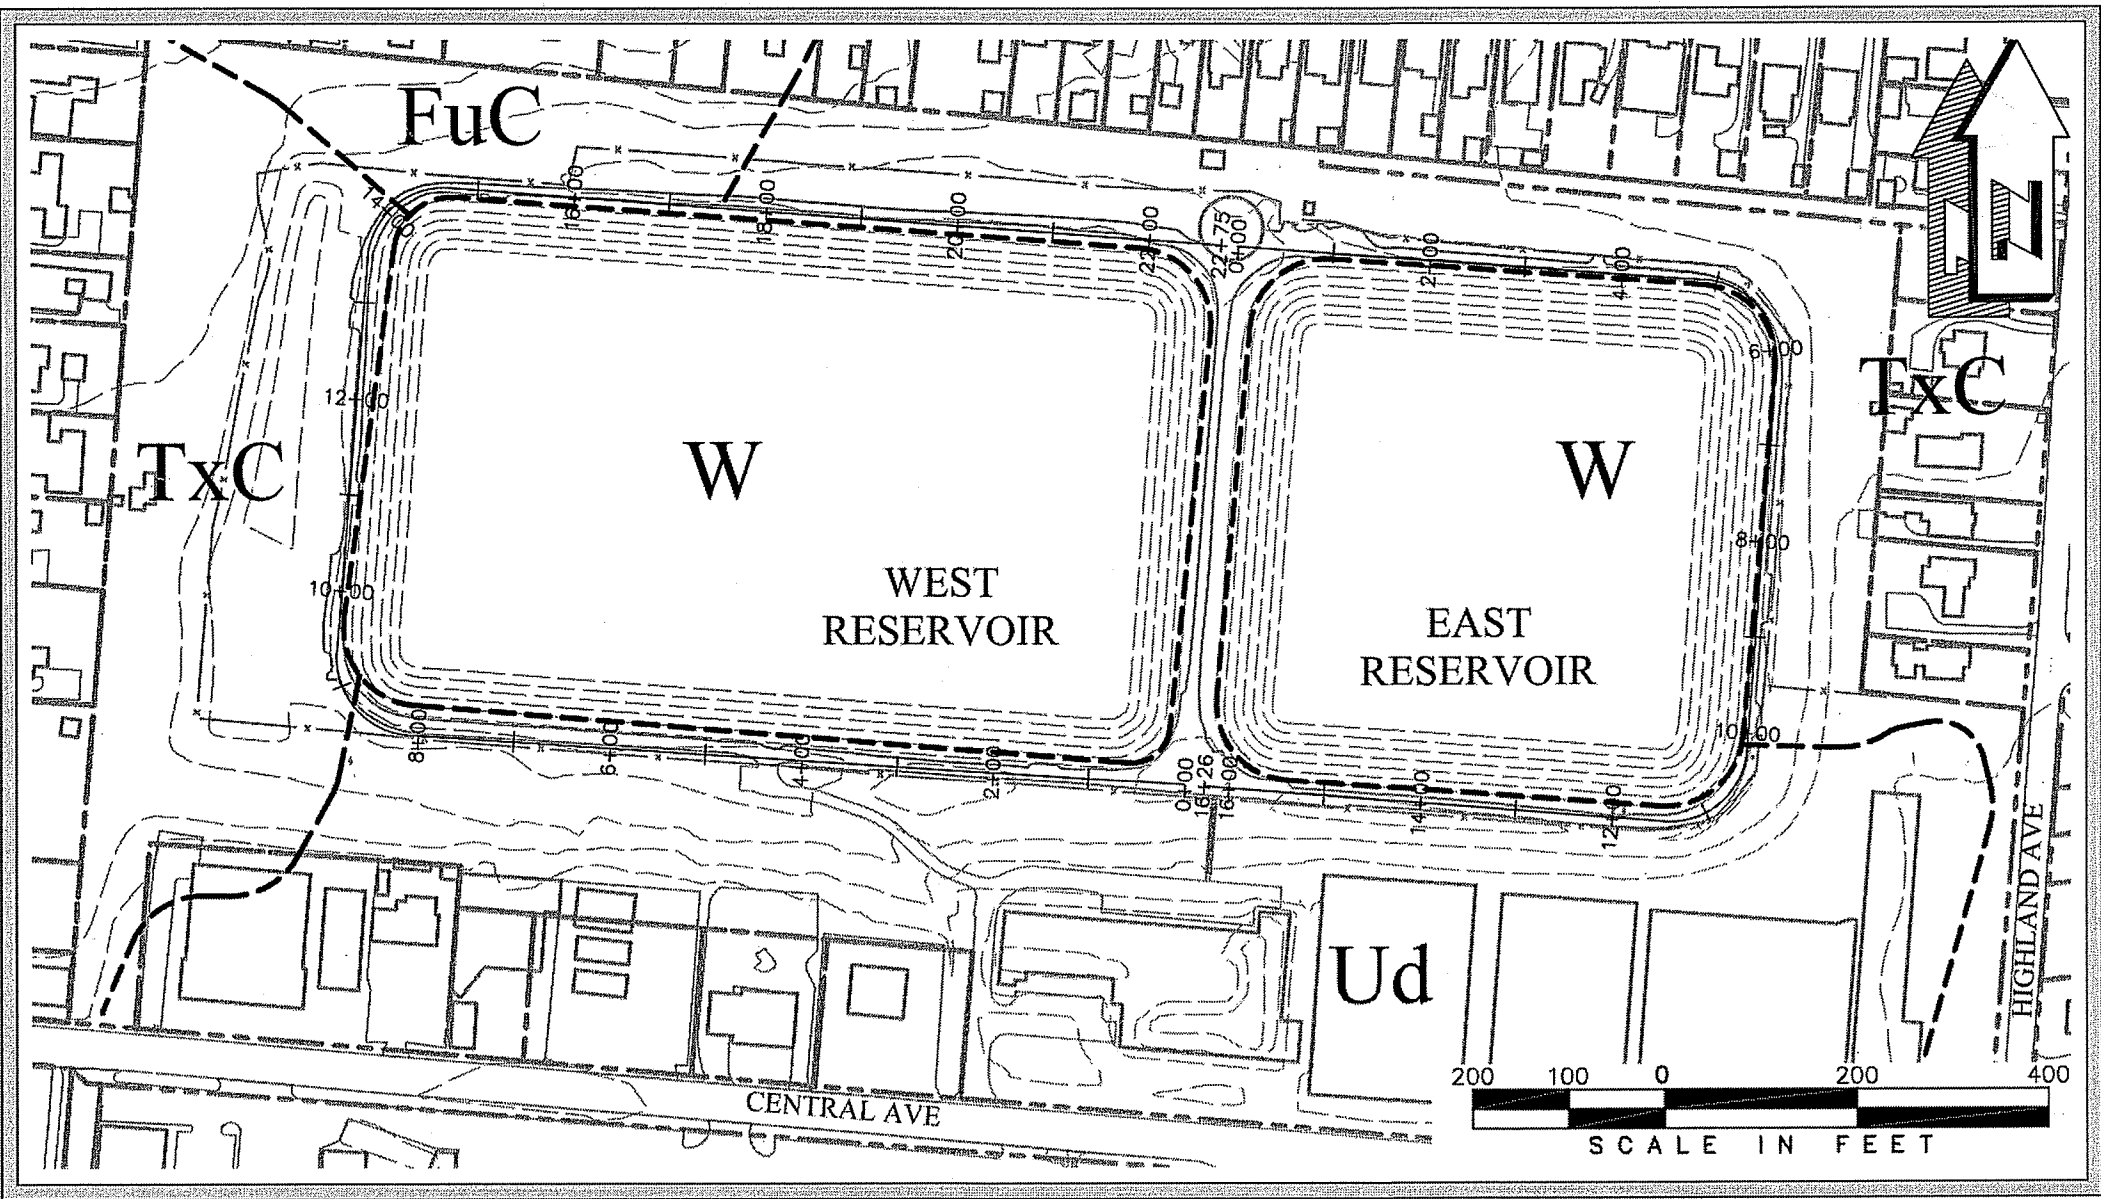 FuC
14+00
16+00
18+00
20+00
22+00
22+75
0+00
2+00
4+00
6+00
N
12+00
TxC
TxC
W
W
8+00
10+00
WEST
RESERVOIR
EAST
RESERVOIR
8+00
6+00
4+00
2+00
0+00
16+26
16+00
14+00
12+00
10+00
HIGHLAND AVE
Ud
CENTRAL AVE
200 100 0 200 400
SCALE IN FEET